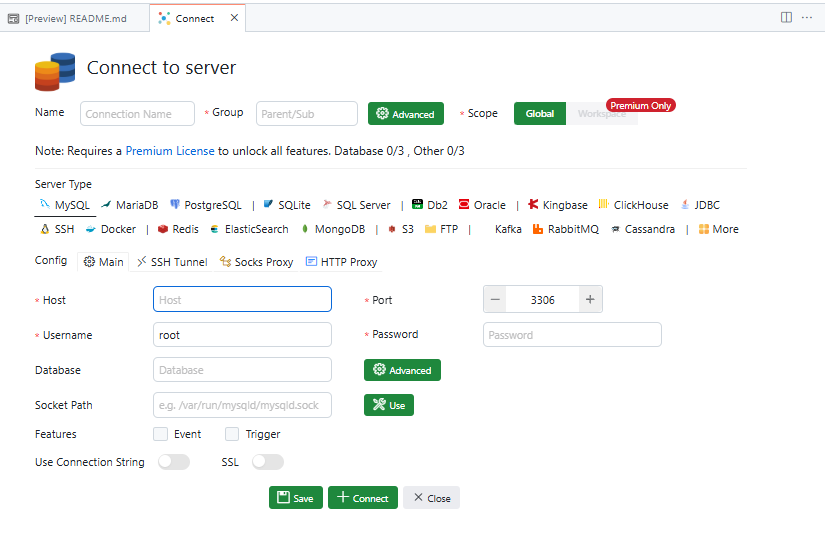 [Preview] README.md Connect
Connect to server
Name Connection Name * Group Parent/Sub Advanced * Scope Global Workspace Premium Only
Note: Requires a Premium License to unlock all features. Database 0/3 , Other 0/3
Server Type
MySQL MariaDB PostgreSQL | SQLite SQL Server | Db2 Oracle | Kingbase ClickHouse JDBC
SSH Docker | Redis ElasticSearch MongoDB | S3 FTP | Kafka RabbitMQ Cassandra | More
Config Main SSH Tunnel Socks Proxy HTTP Proxy
* Host Host * Port 3306
* Username root * Password Password
Database Database Advanced
Socket Path e.g. /var/run/mysqld/mysqld.sock Use
Features Event Trigger
Use Connection String SSL
Save Connect Close